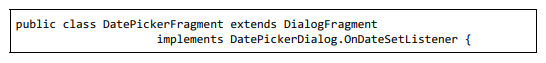 public class DatePickerFragment extends DialogFragment
implements DatePickerDialog.OnDateSetListener {